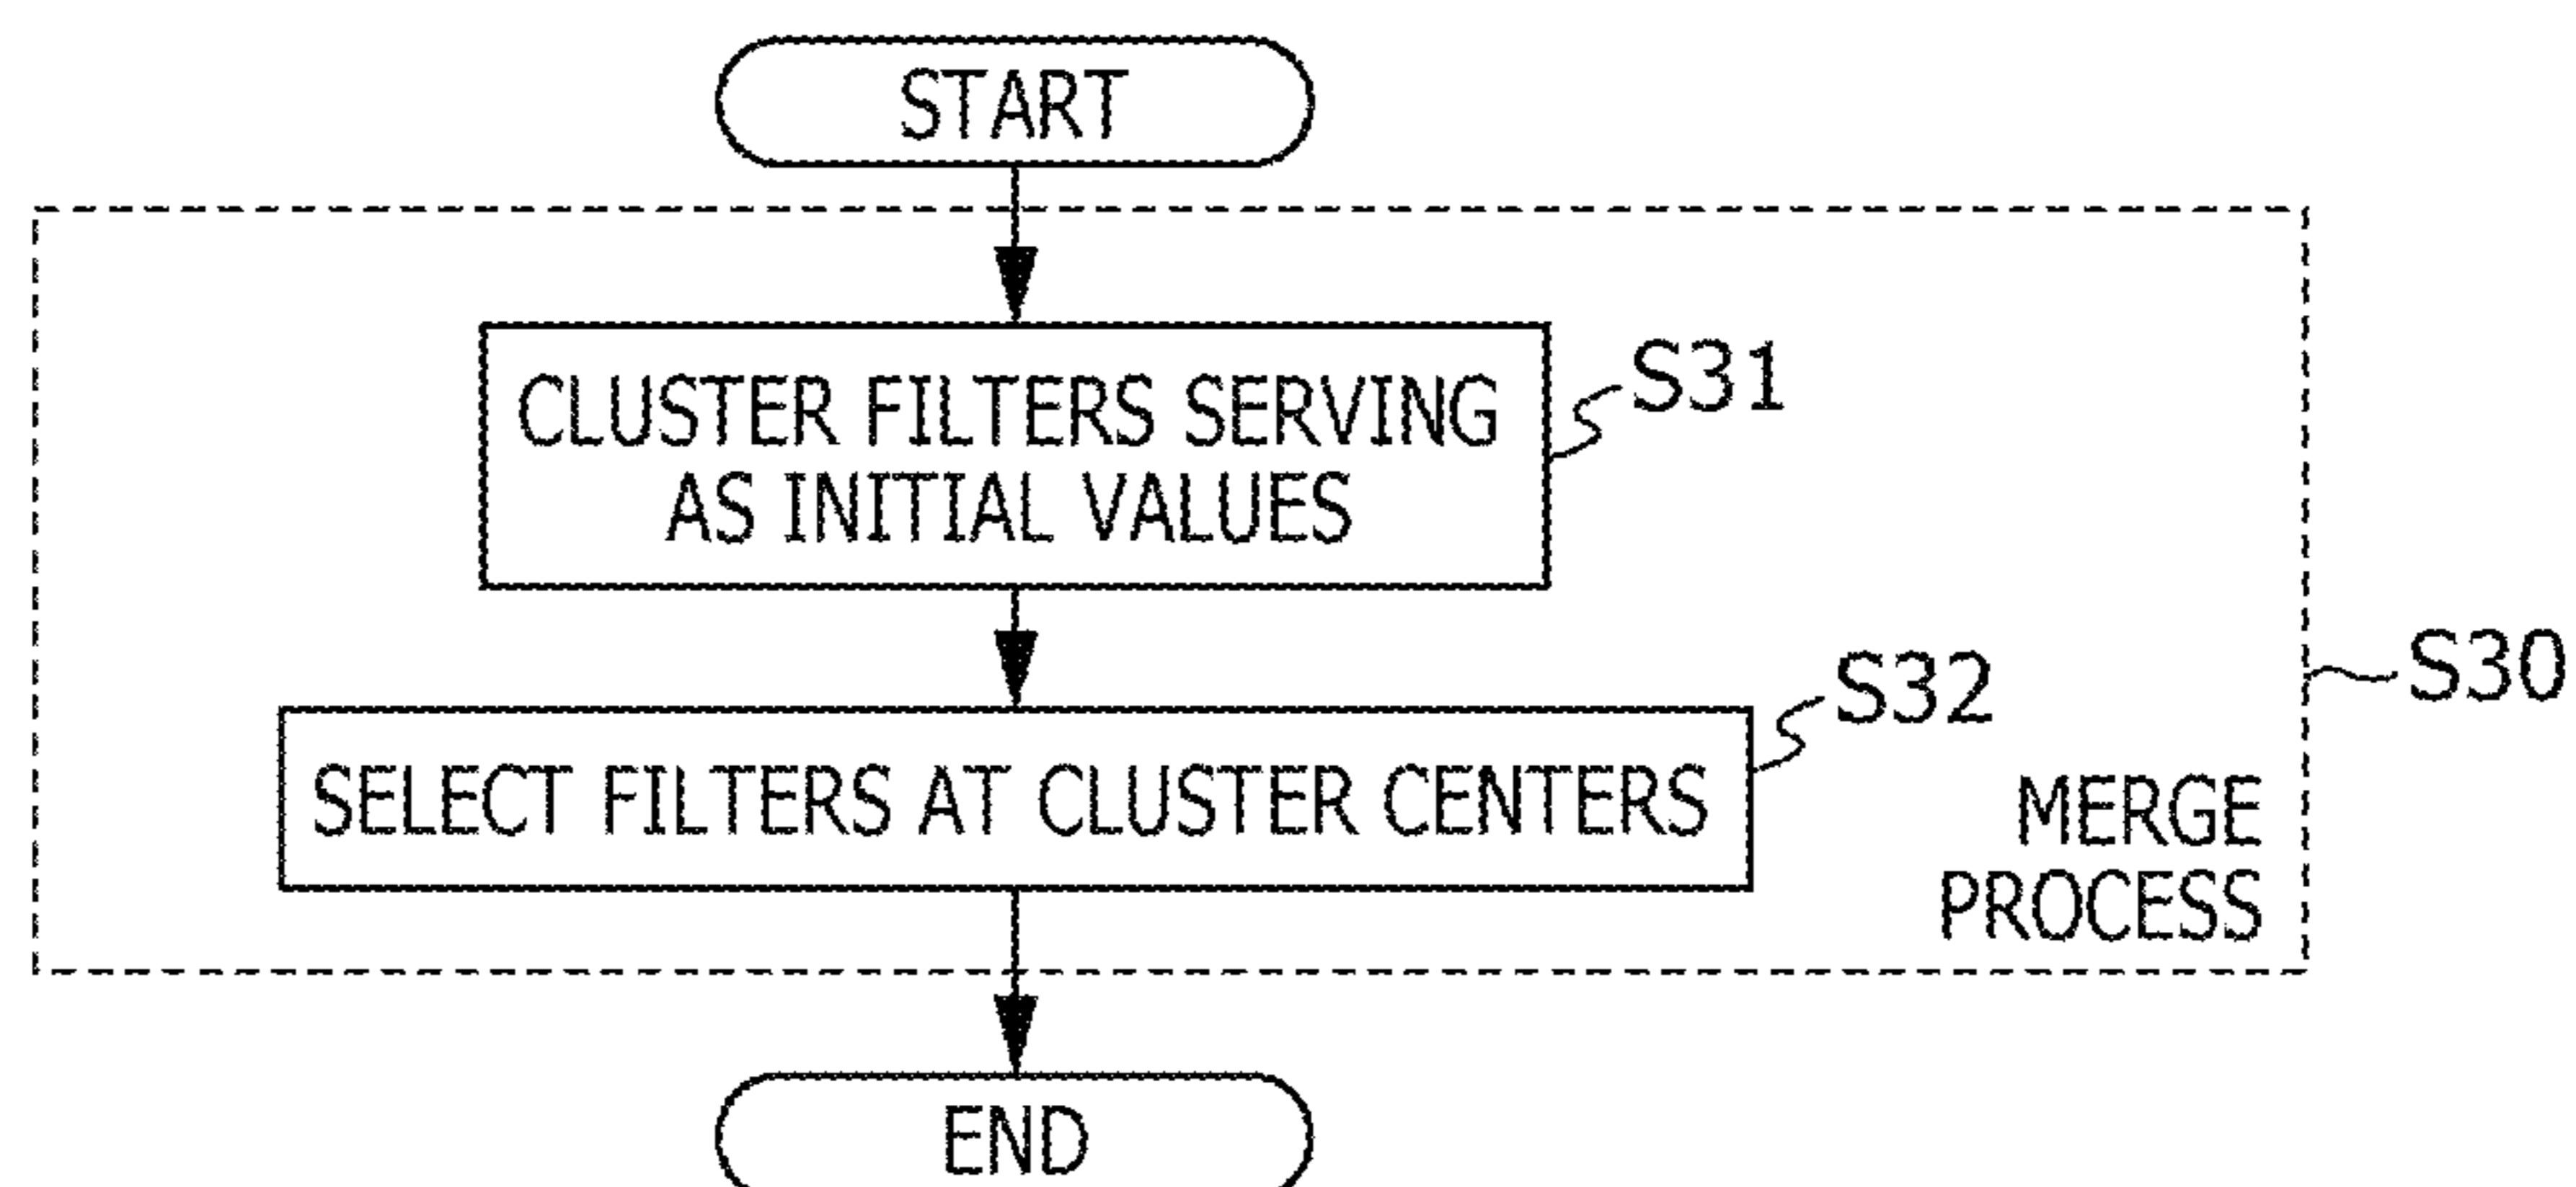 START
CLUSTER FILTERS SERVING
AS INITIAL VALUES
S31
SELECT FILTERS AT CLUSTER CENTERS
S32
S30
MERGE
PROCESS
END